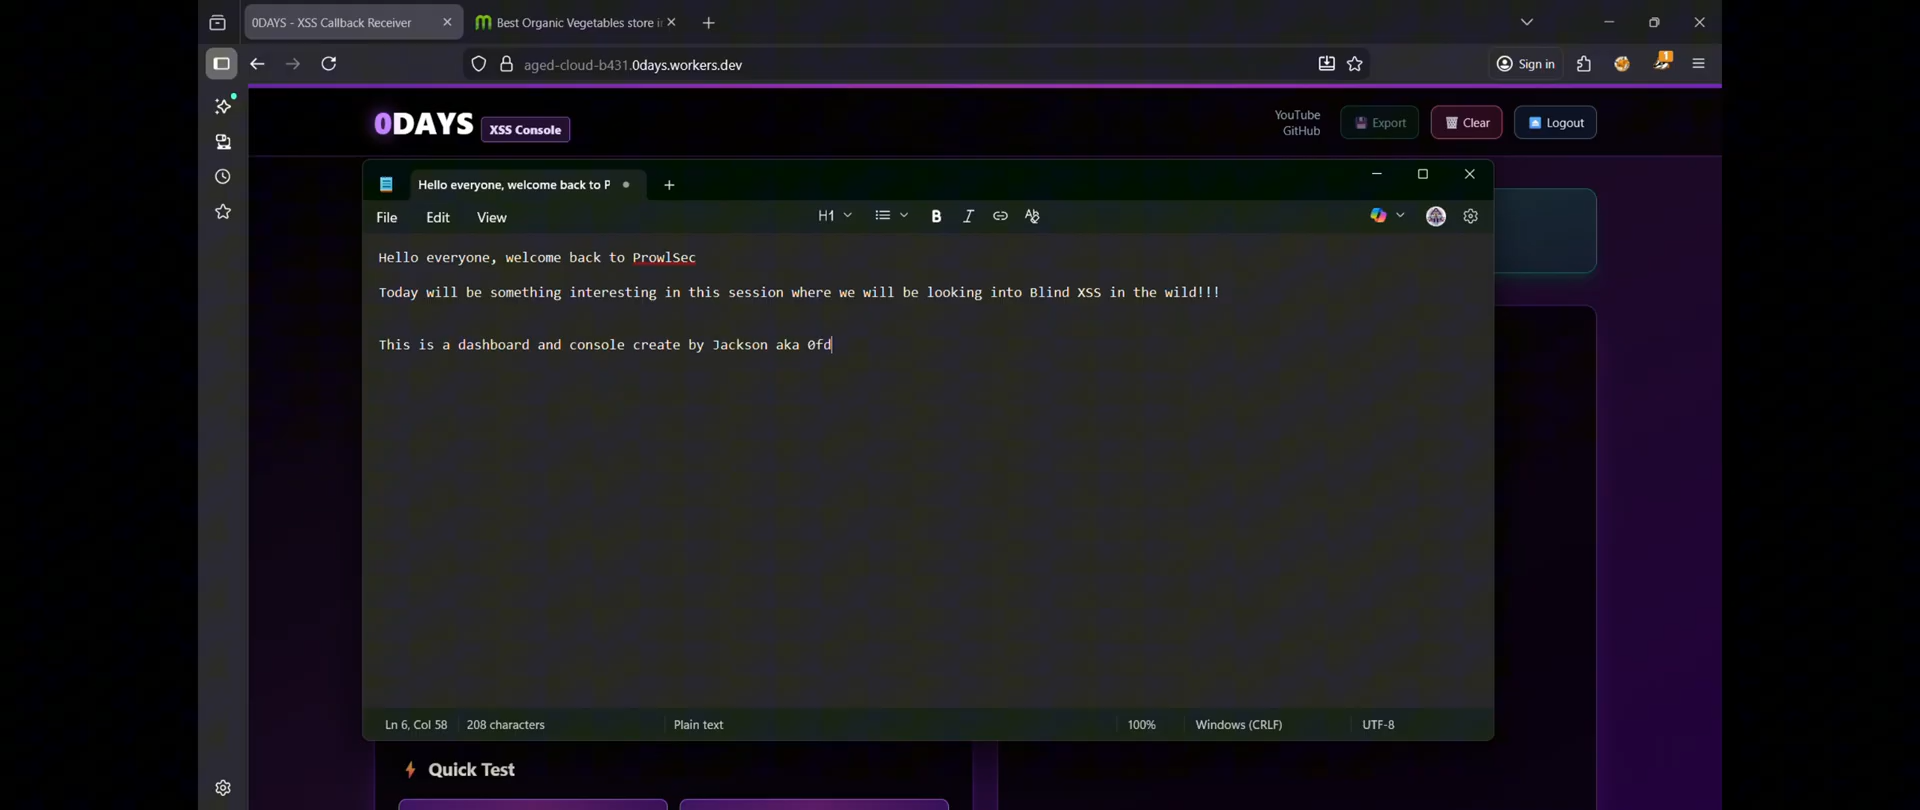 0DAYS - XSS Callback Receiver
Best Organic Vegetables store i
aged-cloud-b431.0days.workers.dev
Sign in
1
0DAYS XSS Console
YouTube
GitHub
Export
Clear
Logout
Hello everyone, welcome back to P
File Edit View
H1
B I
Hello everyone, welcome back to ProwlSec
Today will be something interesting in this session where we will be looking into Blind XSS in the wild!!!
This is a dashboard and console create by Jackson aka 0fd
Ln 6, Col 58 208 characters Plain text 100% Windows (CRLF) UTF-8
Quick Test